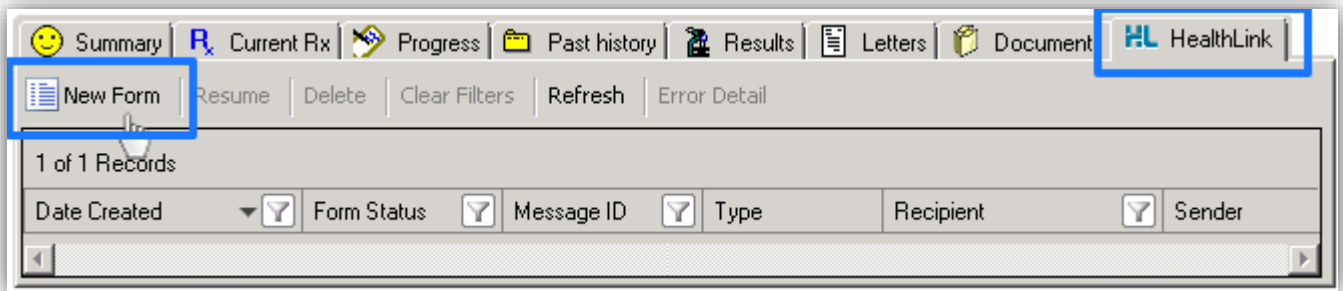 Summary Rx Current Rx Progress Past history Results Letters Document HL HealthLink
New Form Resume Delete Clear Filters Refresh Error Detail
1 of 1 Records
Date Created Form Status Message ID Type Recipient Sender